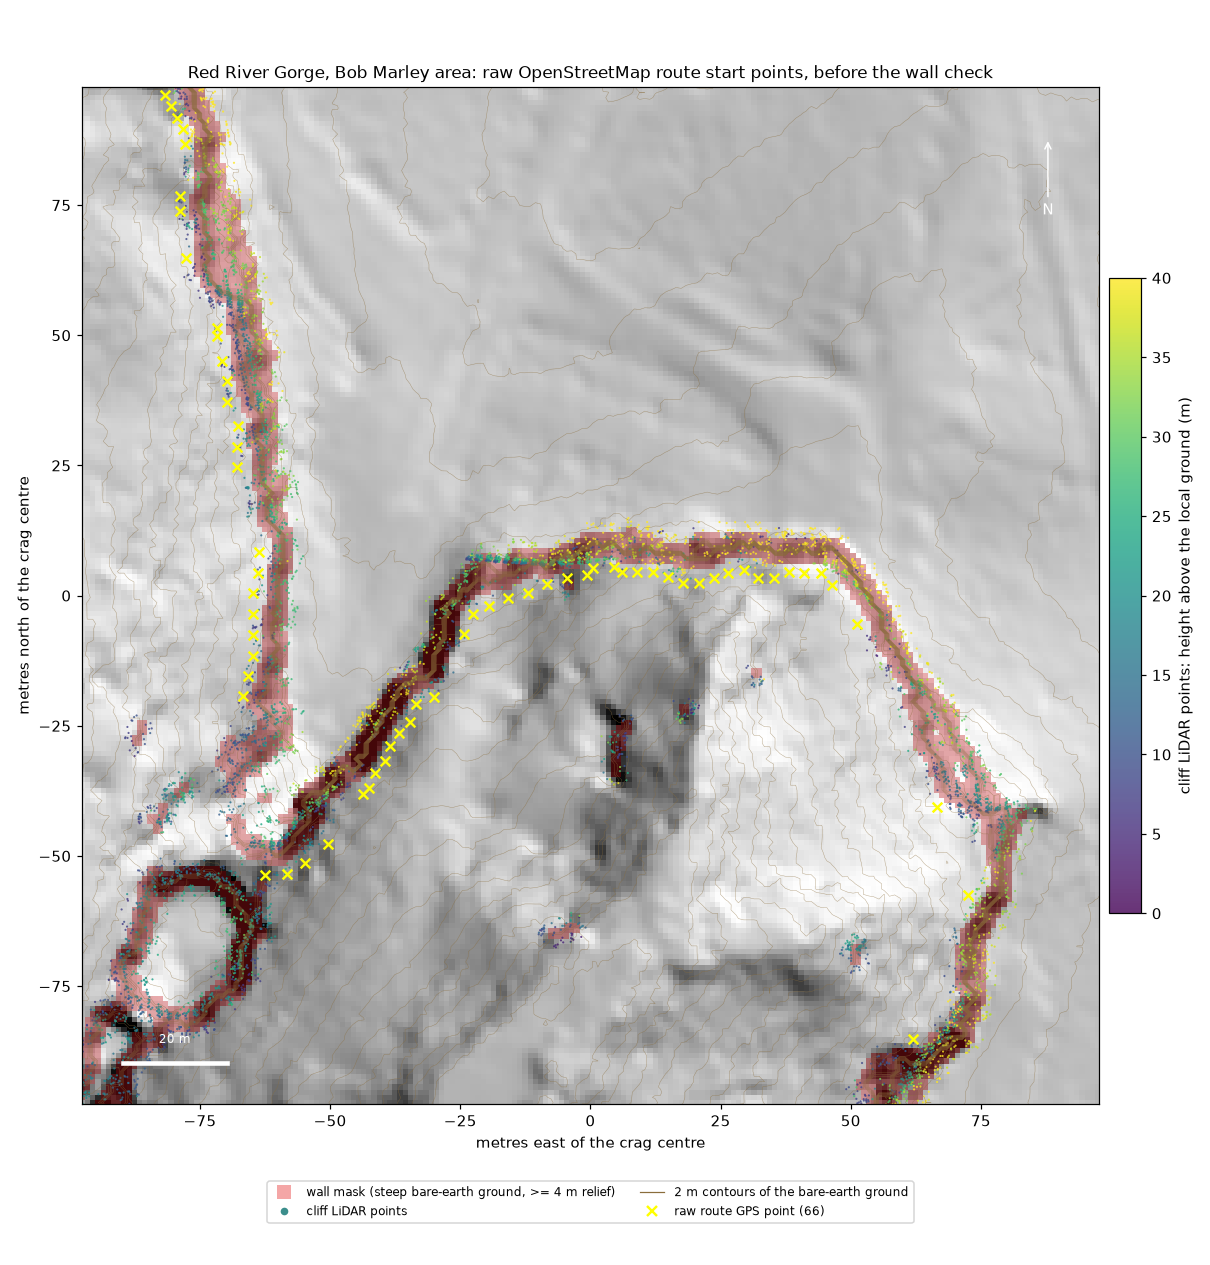 Red River Gorge, Bob Marley area: raw OpenStreetMap route start points, before the wall check
N
75
50
25
0
−25
−50
−75
metres north of the crag centre
20 m
−75
−50
−25
0
25
50
75
metres east of the crag centre
40
35
30
25
20
15
10
5
0
cliff LiDAR points: height above the local ground (m)
wall mask (steep bare-earth ground, >= 4 m relief)
cliff LiDAR points
2 m contours of the bare-earth ground
raw route GPS point (66)